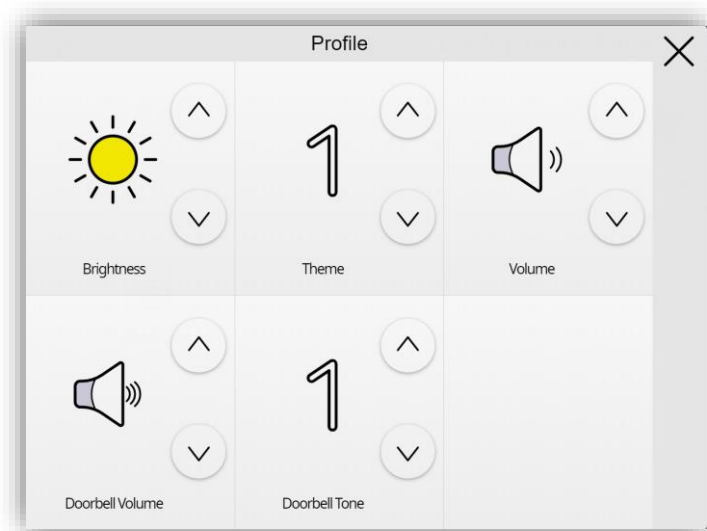 Profile
1
Brightness
Theme
Volume
1
Doorbell Volume
Doorbell Tone